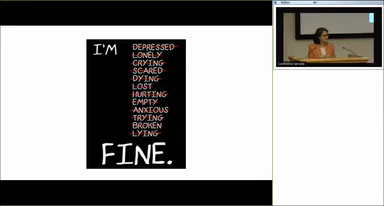 I'M
DEPRESSED
LONELY
CRYING
SCARED
DYING
LOST
HURTING
EMPTY
ANXIOUS
TRYING
BROKEN
LYING
FINE.